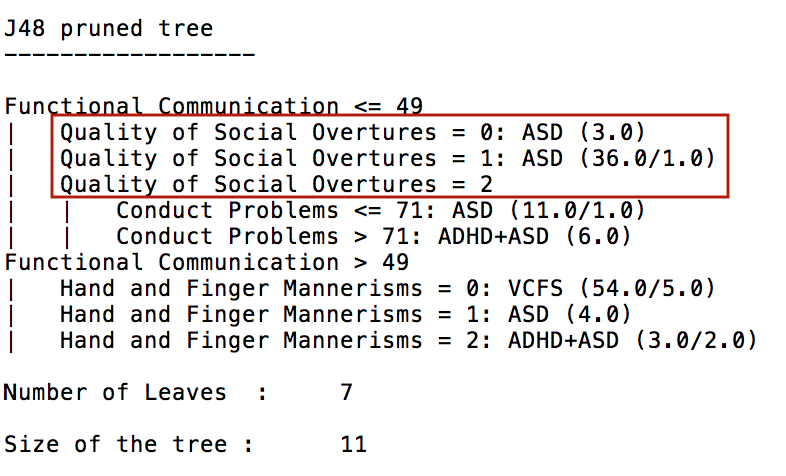 J48 pruned tree
------------------
Functional Communication <= 49
|   Quality of Social Overtures = 0: ASD (3.0)
|   Quality of Social Overtures = 1: ASD (36.0/1.0)
|   Quality of Social Overtures = 2
|   |   Conduct Problems <= 71: ASD (11.0/1.0)
|   |   Conduct Problems > 71: ADHD+ASD (6.0)
Functional Communication > 49
|   Hand and Finger Mannerisms = 0: VCFS (54.0/5.0)
|   Hand and Finger Mannerisms = 1: ASD (4.0)
|   Hand and Finger Mannerisms = 2: ADHD+ASD (3.0/2.0)
Number of Leaves  :     7
Size of the tree :      11